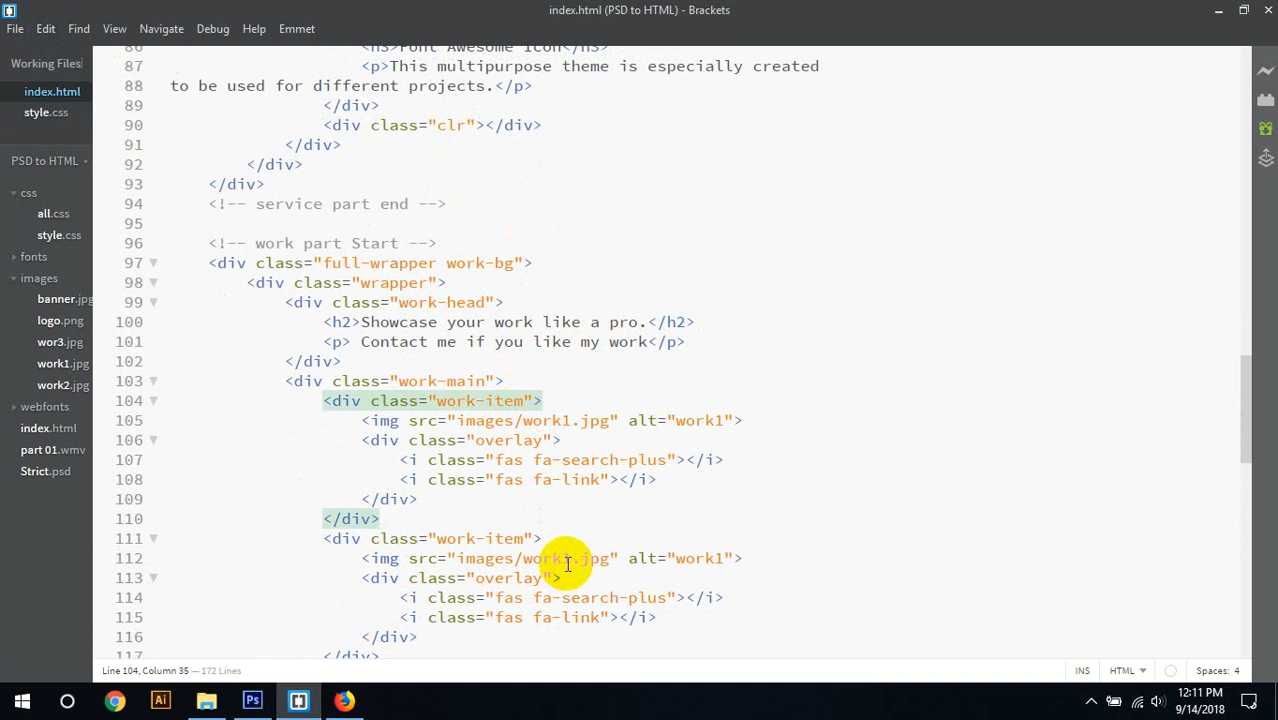 index.html (PSD to HTML) - Brackets
File Edit Find View Navigate Debug Help Emmet
Working Files
index.html
style.css
PSD to HTML
css
all.css
style.css
fonts
images
banner.jpg
logo.png
wor3.jpg
work1.jpg
work2.jpg
webfonts
index.html
part 01.wmv
Strict.psd
86 <h3>Font Awesome Icon</h3>
87 <p>This multipurpose theme is especially created
88 to be used for different projects.</p>
89 </div>
90 <div class="clr"></div>
91 </div>
92 </div>
93 </div>
94 <!-- service part end -->
95
96 <!-- work part Start -->
97 <div class="full-wrapper work-bg">
98 <div class="wrapper">
99 <div class="work-head">
100 <h2>Showcase your work like a pro.</h2>
101 <p> Contact me if you like my work</p>
102 </div>
103 <div class="work-main">
104 <div class="work-item">
105 <img src="images/work1.jpg" alt="work1">
106 <div class="overlay">
107 <i class="fas fa-search-plus"></i>
108 <i class="fas fa-link"></i>
109 </div>
110 </div>
111 <div class="work-item">
112 <img src="images/work1.jpg" alt="work1">
113 <div class="overlay">
114 <i class="fas fa-search-plus"></i>
115 <i class="fas fa-link"></i>
116 </div>
117 </div>
Line 104, Column 35 — 172 Lines
INS HTML Spaces: 4
Ai Ps
12:11 PM
9/14/2018